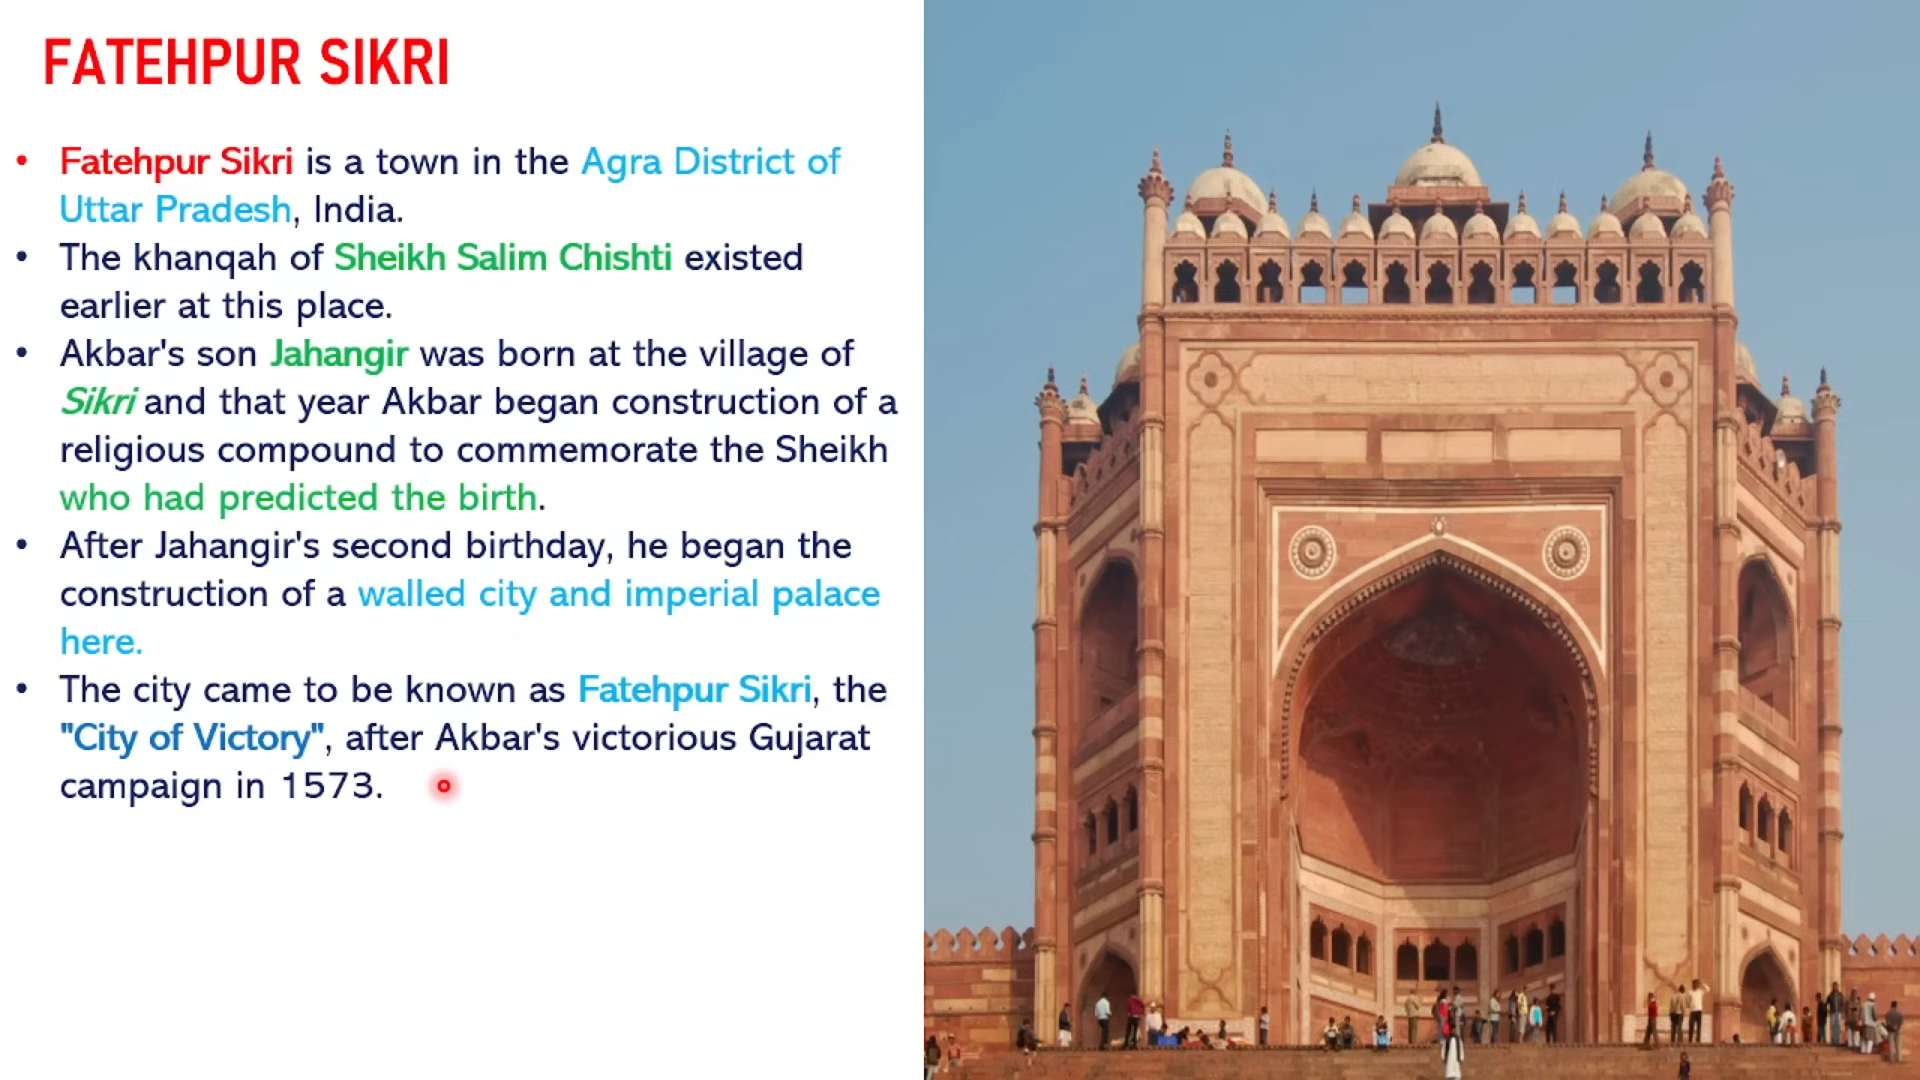 FATEHPUR SIKRI
• Fatehpur Sikri is a town in the Agra District of
Uttar Pradesh, India.
• The khanqah of Sheikh Salim Chishti existed
earlier at this place.
• Akbar's son Jahangir was born at the village of
Sikri and that year Akbar began construction of a
religious compound to commemorate the Sheikh
who had predicted the birth.
• After Jahangir's second birthday, he began the
construction of a walled city and imperial palace
here.
• The city came to be known as Fatehpur Sikri, the
"City of Victory", after Akbar's victorious Gujarat
campaign in 1573.